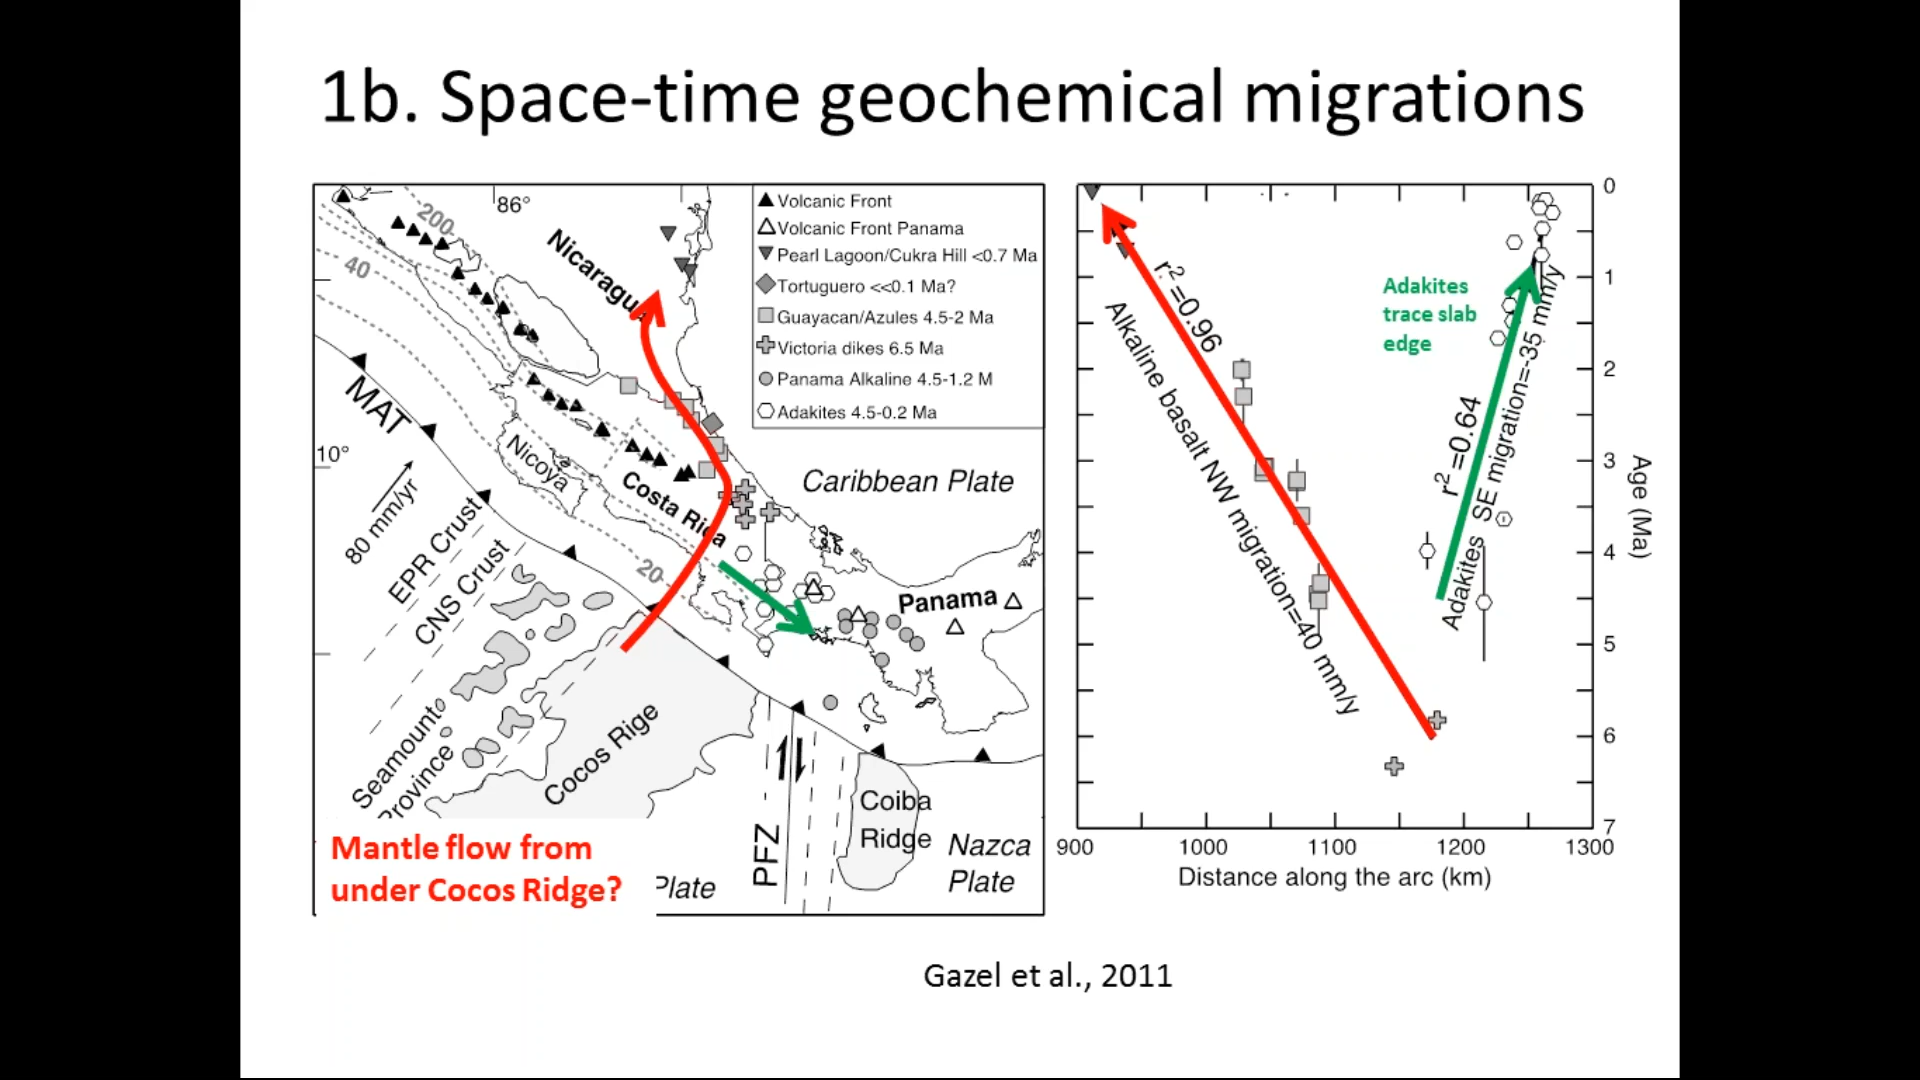 1b. Space-time geochemical migrations
86°
200
40
Nicaragu
Volcanic Front
Volcanic Front Panama
Pearl Lagoon/Cukra Hill <0.7 Ma
Tortuguero <<0.1 Ma?
Guayacan/Azules 4.5-2 Ma
Victoria dikes 6.5 Ma
Panama Alkaline 4.5-1.2 M
Adakites 4.5-0.2 Ma
MAT
10°
Nicoya
Costa Rica
Caribbean Plate
80 mm/yr
EPR Crust
CNS Crust
20
Panama
Seamount
Province
Cocos Rige
PFZ
Coiba
Ridge
Nazca
Plate
Plate
Mantle flow from
under Cocos Ridge?
r2=0.96
Alkaline basalt NW migration=40 mm/y
Adakites
trace slab
edge
r2=0.64
Adakites SE migration=-35 mm/y
0
1
2
3
4
5
6
7
Age (Ma)
900
1000
1100
1200
1300
Distance along the arc (km)
Gazel et al., 2011